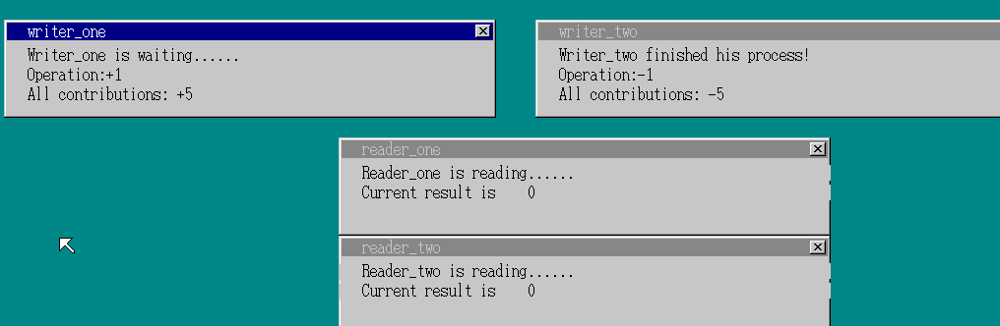 writer_one
Writer_one is waiting......
Operation:+1
All contributions: +5
writer_two
Writer_two finished his process!
Operation:-1
All contributions: -5
reader_one
Reader_one is reading......
Current result is    0
reader_two
Reader_two is reading......
Current result is    0